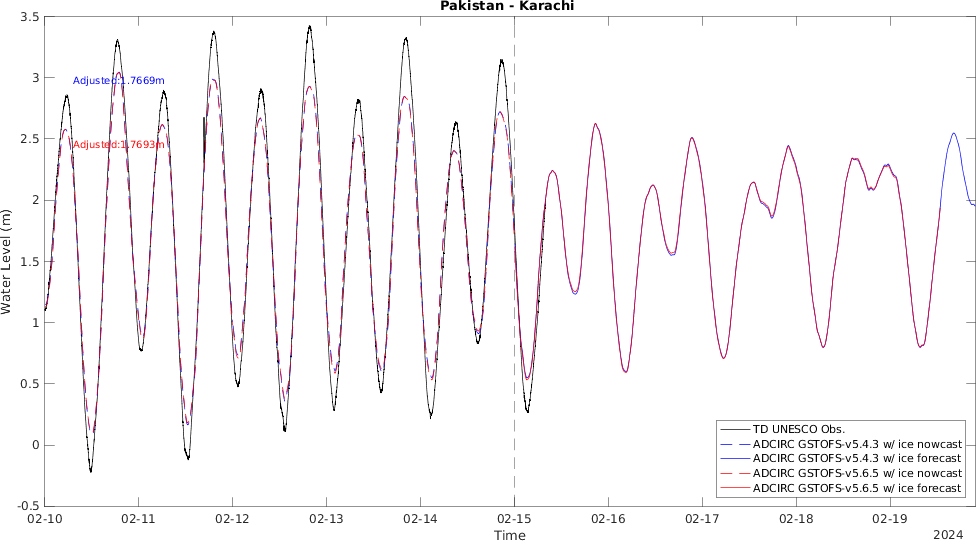 Pakistan - Karachi
3.5
3
2.5
2
1.5
1
0.5
0
-0.5
Water Level (m)
Adjusted:1.7669m
Adjusted:1.7693m
TD UNESCO Obs.
ADCIRC GSTOFS-v5.4.3 w/ ice nowcast
ADCIRC GSTOFS-v5.4.3 w/ ice forecast
ADCIRC GSTOFS-v5.6.5 w/ ice nowcast
ADCIRC GSTOFS-v5.6.5 w/ ice forecast
02-10 02-11 02-12 02-13 02-14 02-15 02-16 02-17 02-18 02-19
Time
2024